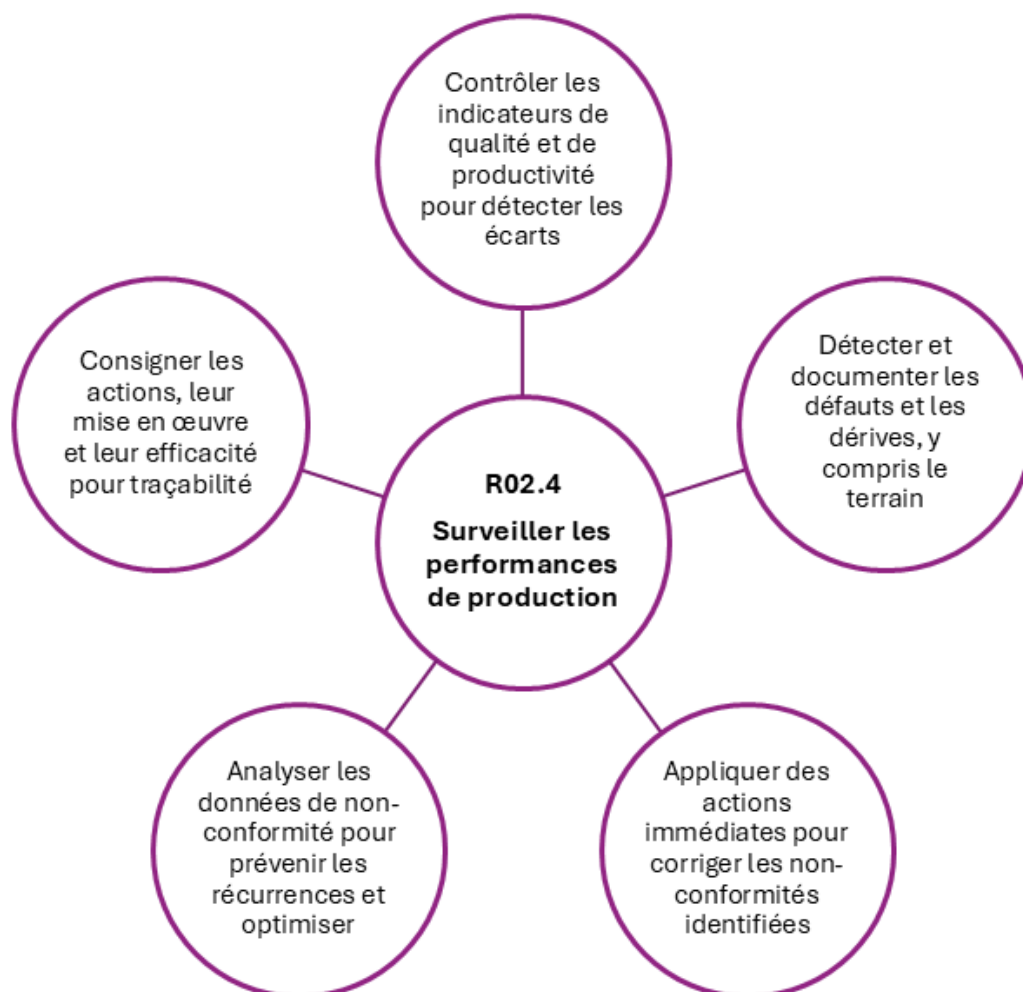 Contrôler les
indicateurs de
qualité et de
productivité
pour détecter les
écarts
Détecter et
documenter les
défauts et les
dérives, y
compris le
terrain
Appliquer des
actions
immédiates pour
corriger les non-
conformités
identifiées
Analyser les
données de non-
conformité pour
prévenir les
récurrences et
optimiser
Consigner les
actions, leur
mise en œuvre
et leur efficacité
pour traçabilité
R02.4
Surveiller les
performances
de production